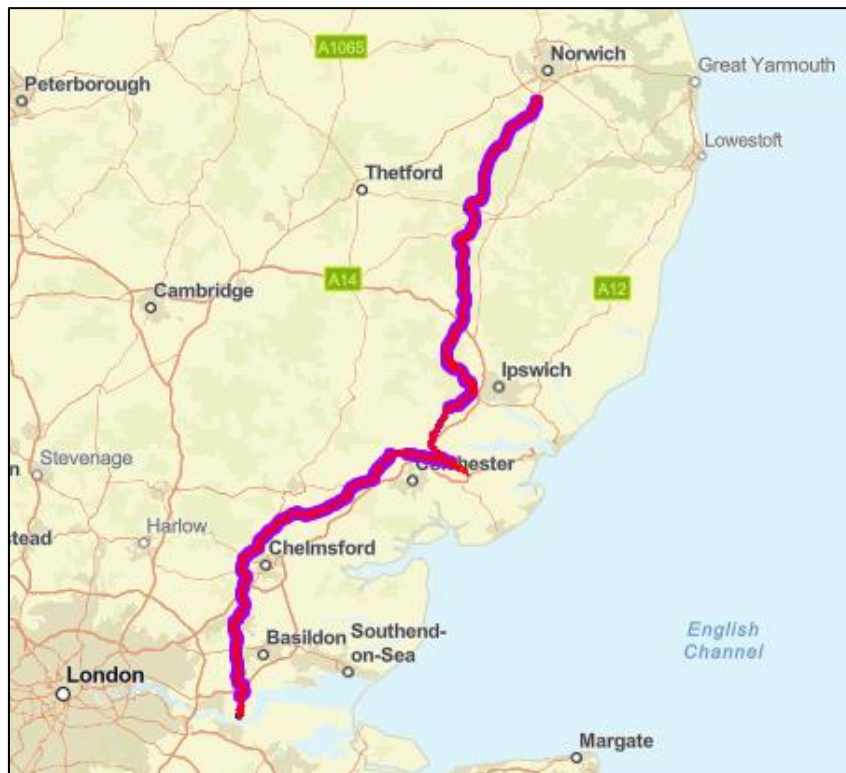 A1065
Norwich
Peterborough
Great Yarmouth
Lowestoft
Thetford
A14
Cambridge
A12
Ipswich
Stevenage
Colchester
n
Harlow
stead
Chelmsford
Basildon
Southend-
on-Sea
English
Channel
London
Margate